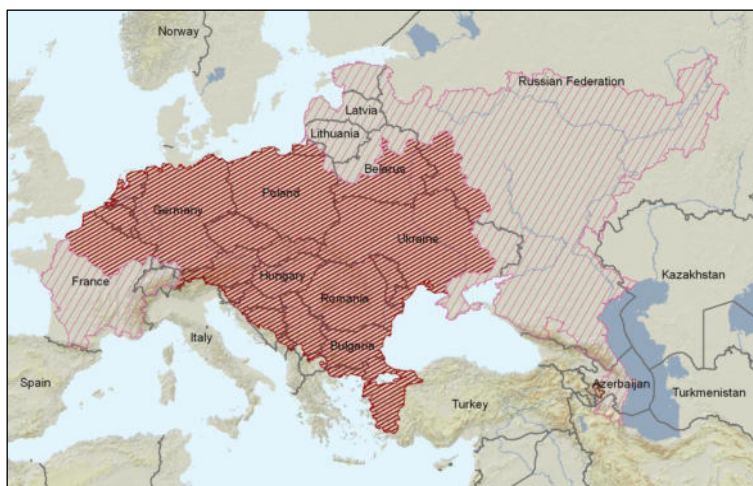 Norway
Russian Federation
Latvia
Lithuania
Belarus
Poland
Germany
Ukraine
Kazakhstan
Hungary
France
Romania
Italy
Bulgaria
Spain
Azerbaijan
Turkmenistan
Turkey